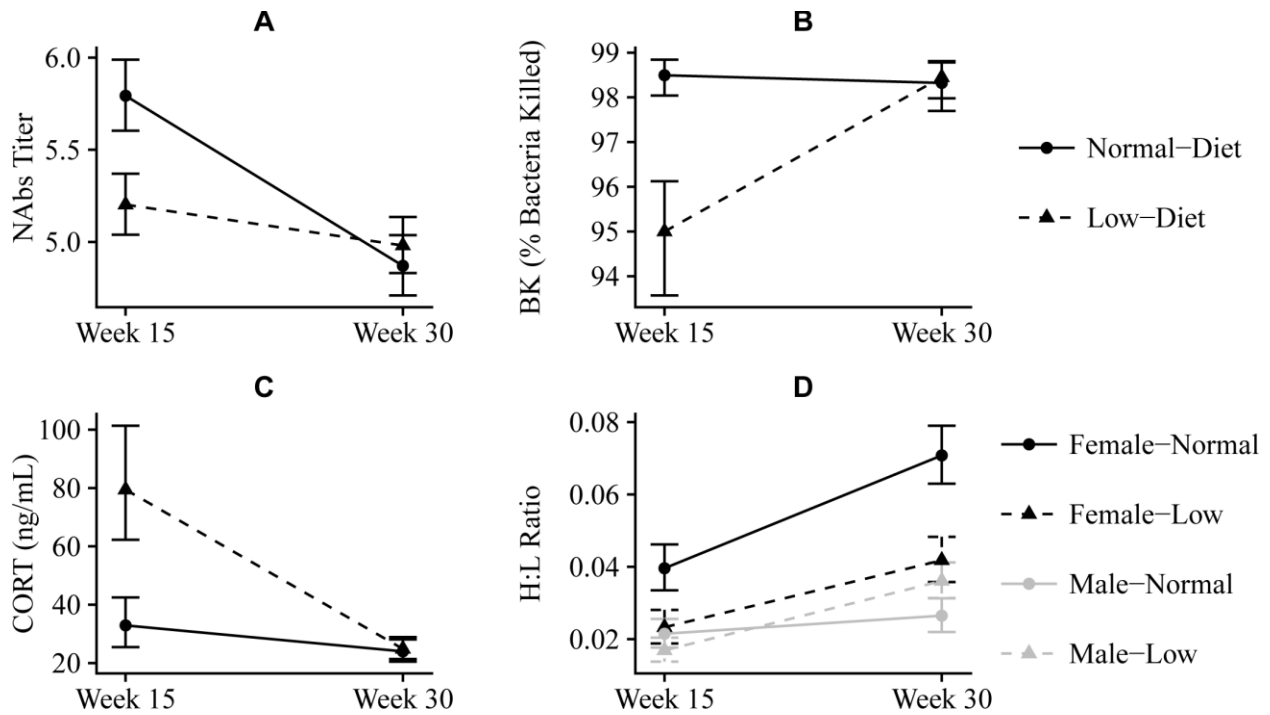 A
NAbs Titer
6.0
5.5
5.0
Week 15
Week 30
B
BK (% Bacteria Killed)
99
98
97
96
95
94
Week 15
Week 30
Normal−Diet
Low−Diet
C
CORT (ng/mL)
100
80
60
40
20
Week 15
Week 30
D
H:L Ratio
0.08
0.06
0.04
0.02
Week 15
Week 30
Female−Normal
Female−Low
Male−Normal
Male−Low